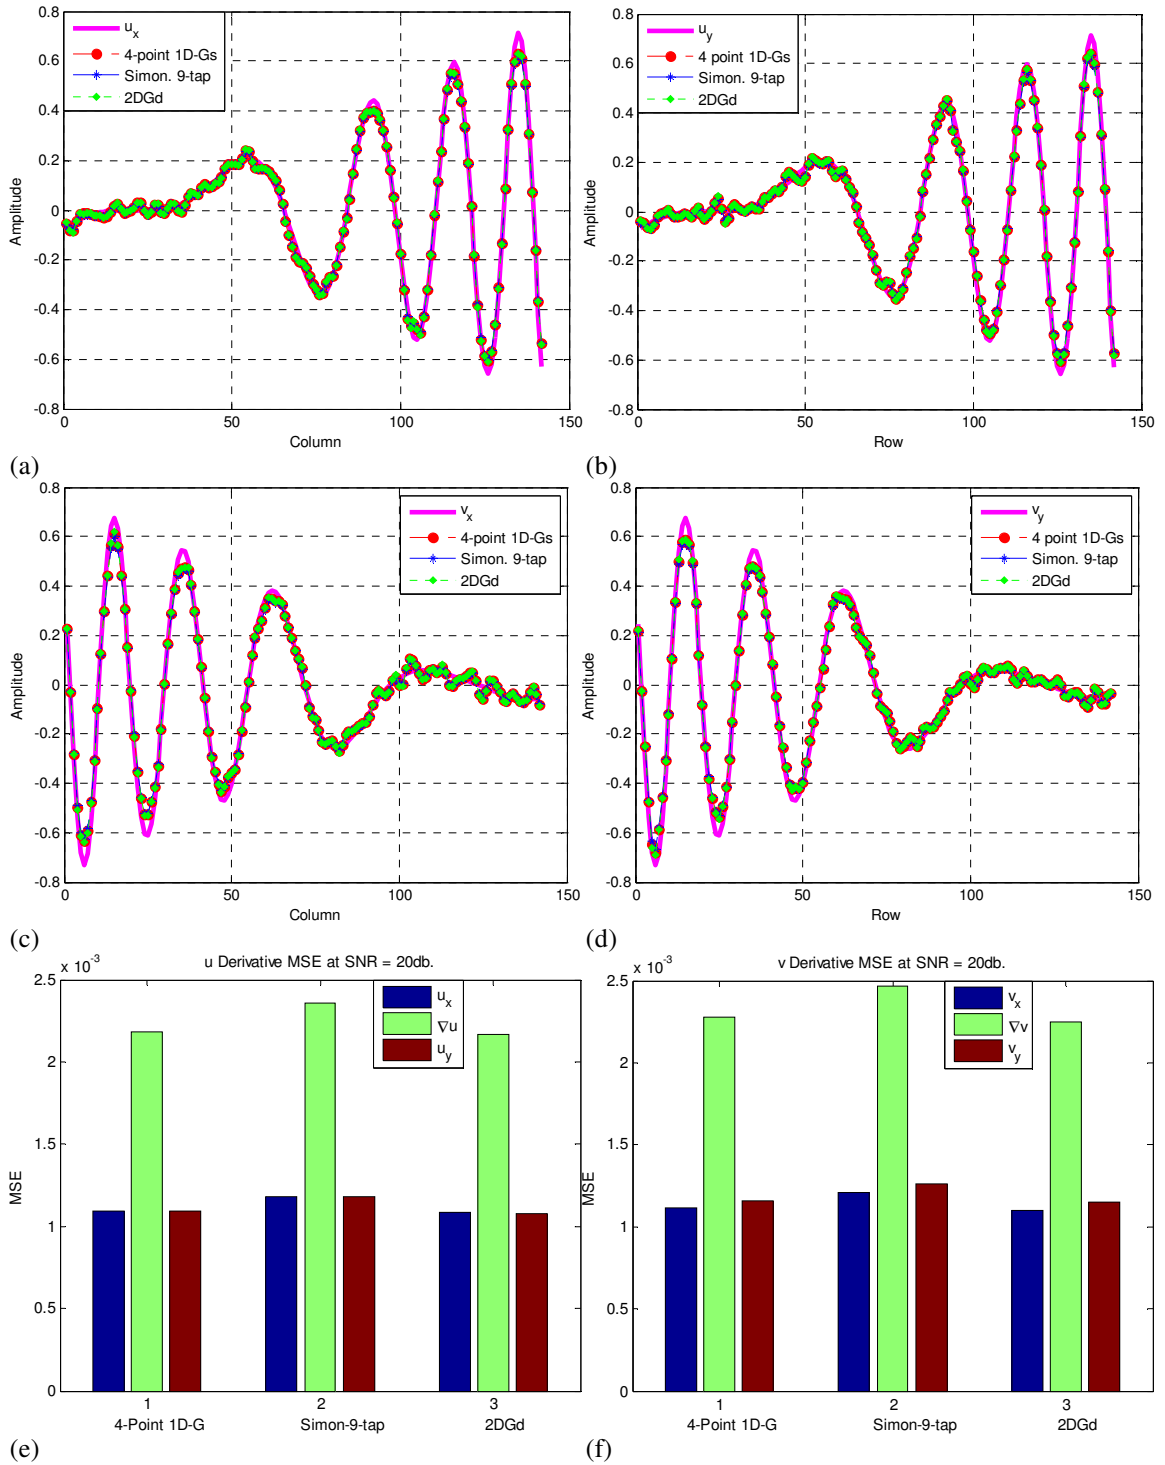 0.8
0.6
0.4
0.2
0
-0.2
-0.4
-0.6
-0.8
Amplitude
u_x
4-point 1D-Gs
Simon. 9-tap
2DGd
0 50 100 150
Column
(a)
0.8
0.6
0.4
0.2
0
-0.2
-0.4
-0.6
-0.8
Amplitude
u_y
4 point 1D-Gs
Simon. 9-tap
2DGd
0 50 100 150
Row
(b)
0.8
0.6
0.4
0.2
0
-0.2
-0.4
-0.6
-0.8
Amplitude
v_x
4-point 1D-Gs
Simon. 9-tap
2DGd
0 50 100 150
Column
(c)
0.8
0.6
0.4
0.2
0
-0.2
-0.4
-0.6
-0.8
Amplitude
v_y
4 point 1D-Gs
Simon. 9-tap
2DGd
0 50 100 150
Row
(d)
x 10^-3
u Derivative MSE at SNR = 20db.
2.5
2
1.5
1
0.5
0
MSE
u_x
∇u
u_y
1 2 3
4-Point 1D-G Simon-9-tap 2DGd
(e)
x 10^-3
v Derivative MSE at SNR = 20db.
2.5
2
1.5
1
0.5
0
MSE
v_x
∇v
v_y
1 2 3
4-Point 1D-G Simon-9-tap 2DGd
(f)